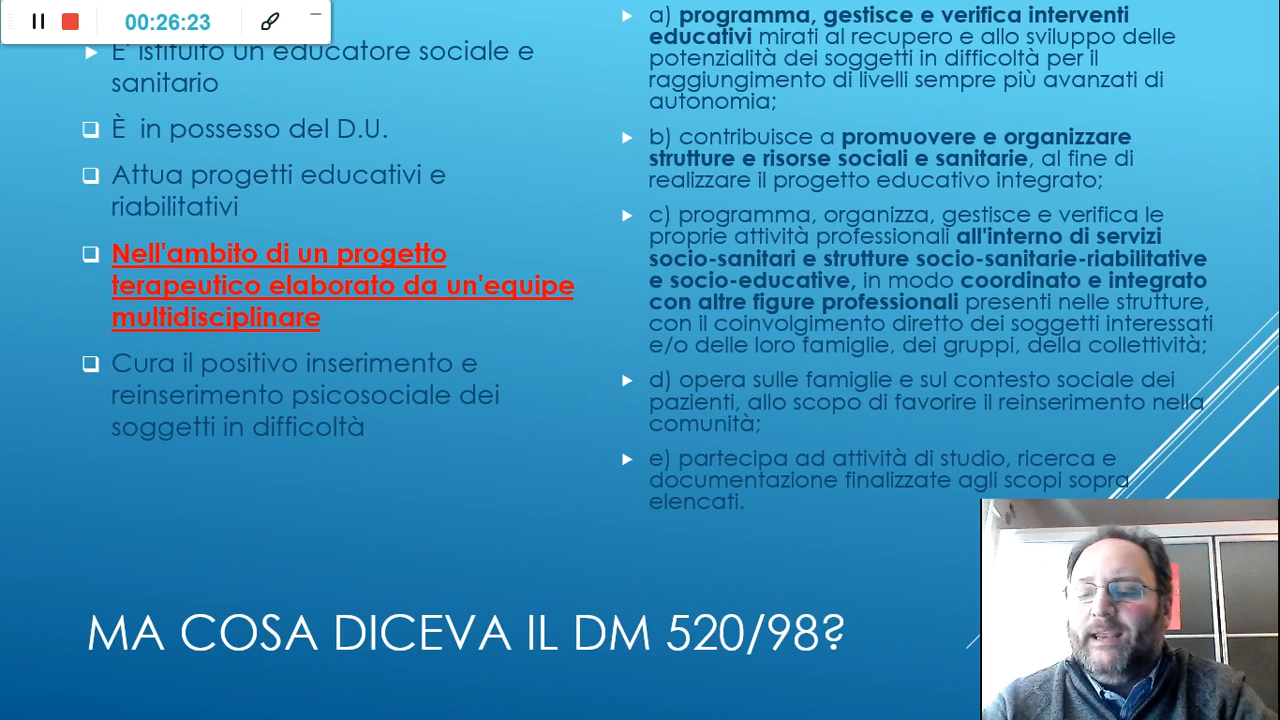 00:26:23
E' istituito un educatore sociale e
sanitario
È in possesso del D.U.
Attua progetti educativi e
riabilitativi
Nell'ambito di un progetto
terapeutico elaborato da un'equipe
multidisciplinare
Cura il positivo inserimento e
reinserimento psicosociale dei
soggetti in difficoltà
a) programma, gestisce e verifica interventi
educativi mirati al recupero e allo sviluppo delle
potenzialità dei soggetti in difficoltà per il
raggiungimento di livelli sempre più avanzati di
autonomia;
b) contribuisce a promuovere e organizzare
strutture e risorse sociali e sanitarie, al fine di
realizzare il progetto educativo integrato;
c) programma, organizza, gestisce e verifica le
proprie attività professionali all'interno di servizi
socio-sanitari e strutture socio-sanitarie-riabilitative
e socio-educative, in modo coordinato e integrato
con altre figure professionali presenti nelle strutture,
con il coinvolgimento diretto dei soggetti interessati
e/o delle loro famiglie, dei gruppi, della collettività;
d) opera sulle famiglie e sul contesto sociale dei
pazienti, allo scopo di favorire il reinserimento nella
comunità;
e) partecipa ad attività di studio, ricerca e
documentazione finalizzate agli scopi sopra
elencati.
MA COSA DICEVA IL DM 520/98?